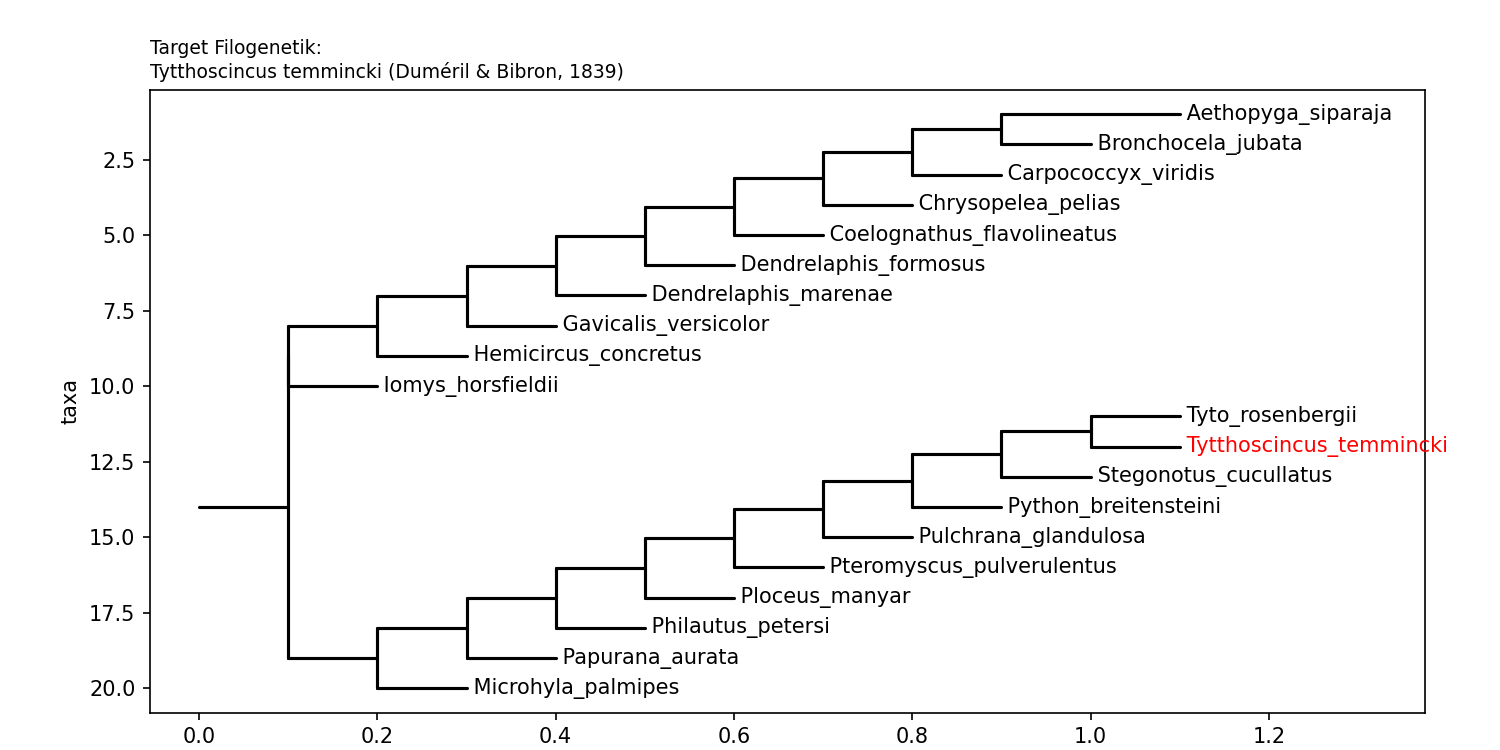 Target Filogenetik:
Tytthoscincus temmincki (Duméril & Bibron, 1839)
Aethopyga_siparaja
Bronchocela_jubata
2.5
Carpococcyx_viridis
Chrysopelea_pelias
5.0
Coelognathus_flavolineatus
Dendrelaphis_formosus
Dendrelaphis_marenae
7.5
Gavicalis_versicolor
Hemicircus_concretus
10.0
Iomys_horsfieldii
taxa
Tyto_rosenbergii
Tytthoscincus_temmincki
12.5
Stegonotus_cucullatus
Python_breitensteini
15.0
Pulchrana_glandulosa
Pteromyscus_pulverulentus
Ploceus_manyar
17.5
Philautus_petersi
Papurana_aurata
20.0
Microhyla_palmipes
0.0 0.2 0.4 0.6 0.8 1.0 1.2